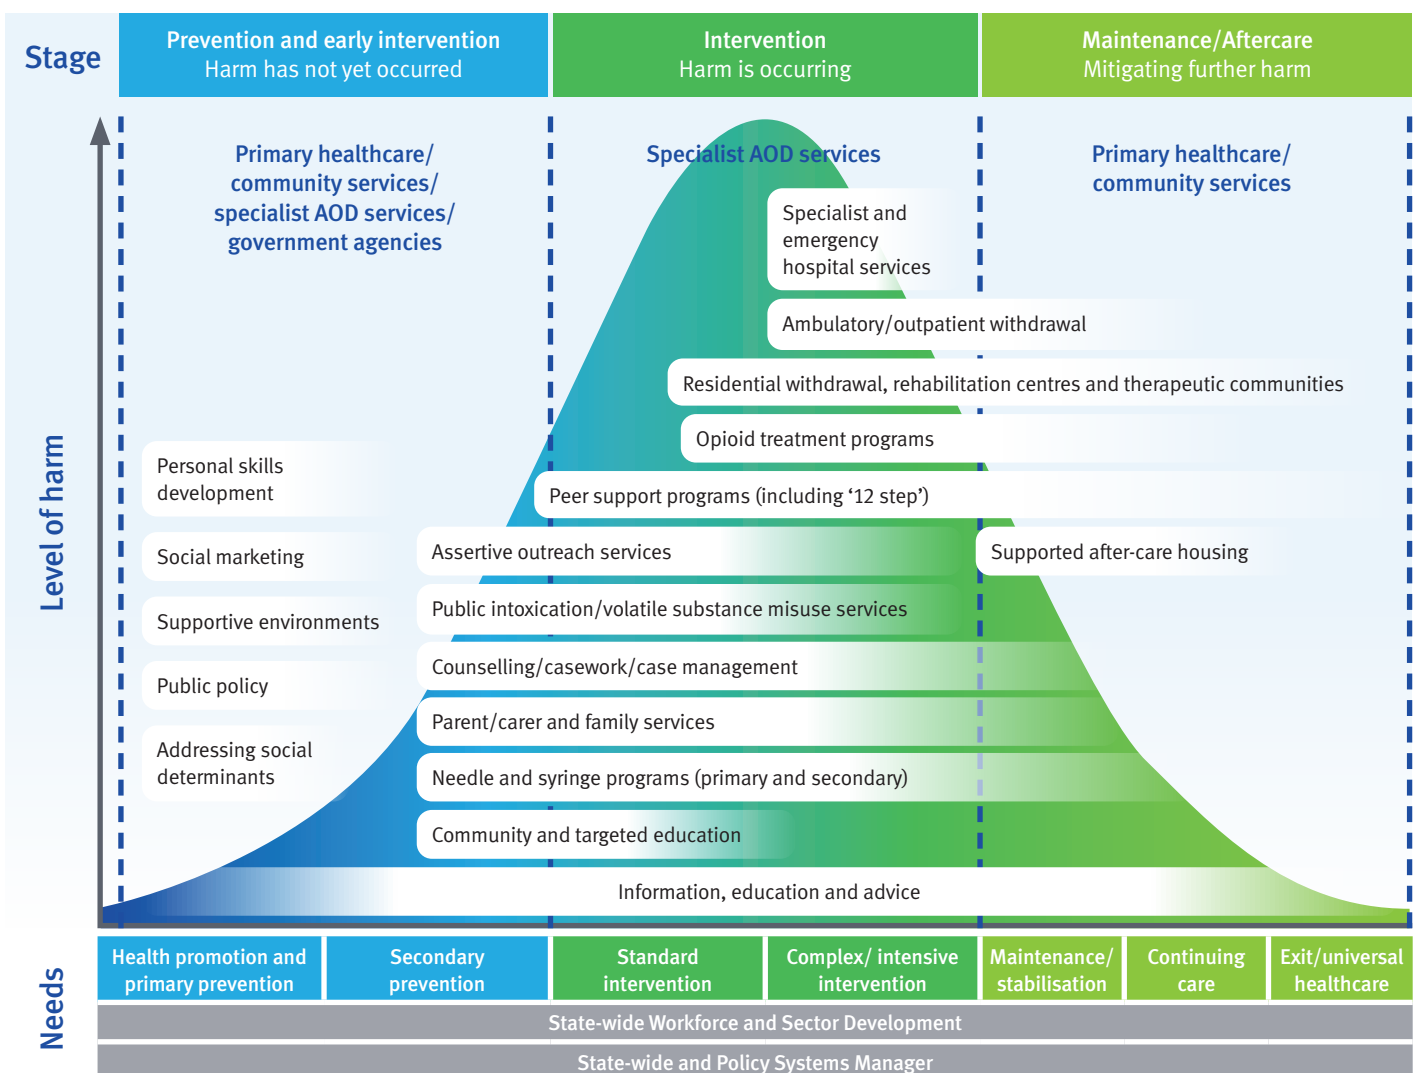 Stage
Prevention and early intervention
Harm has not yet occurred
Intervention
Harm is occurring
Maintenance/Aftercare
Mitigating further harm
Primary healthcare/
community services/
specialist AOD services/
government agencies
Specialist AOD services
Primary healthcare/
community services
Specialist and
emergency
hospital services
Ambulatory/outpatient withdrawal
Residential withdrawal, rehabilitation centres and therapeutic communities
Opioid treatment programs
Level of harm
Personal skills
development
Peer support programs (including ‘12 step’)
Social marketing
Assertive outreach services
Supported after-care housing
Supportive environments
Public intoxication/volatile substance misuse services
Public policy
Counselling/casework/case management
Parent/carer and family services
Addressing social
determinants
Needle and syringe programs (primary and secondary)
Community and targeted education
Information, education and advice
Needs
Health promotion and
primary prevention
Secondary
prevention
Standard
intervention
Complex/ intensive
intervention
Maintenance/
stabilisation
Continuing
care
Exit/universal
healthcare
State-wide Workforce and Sector Development
State-wide and Policy Systems Manager